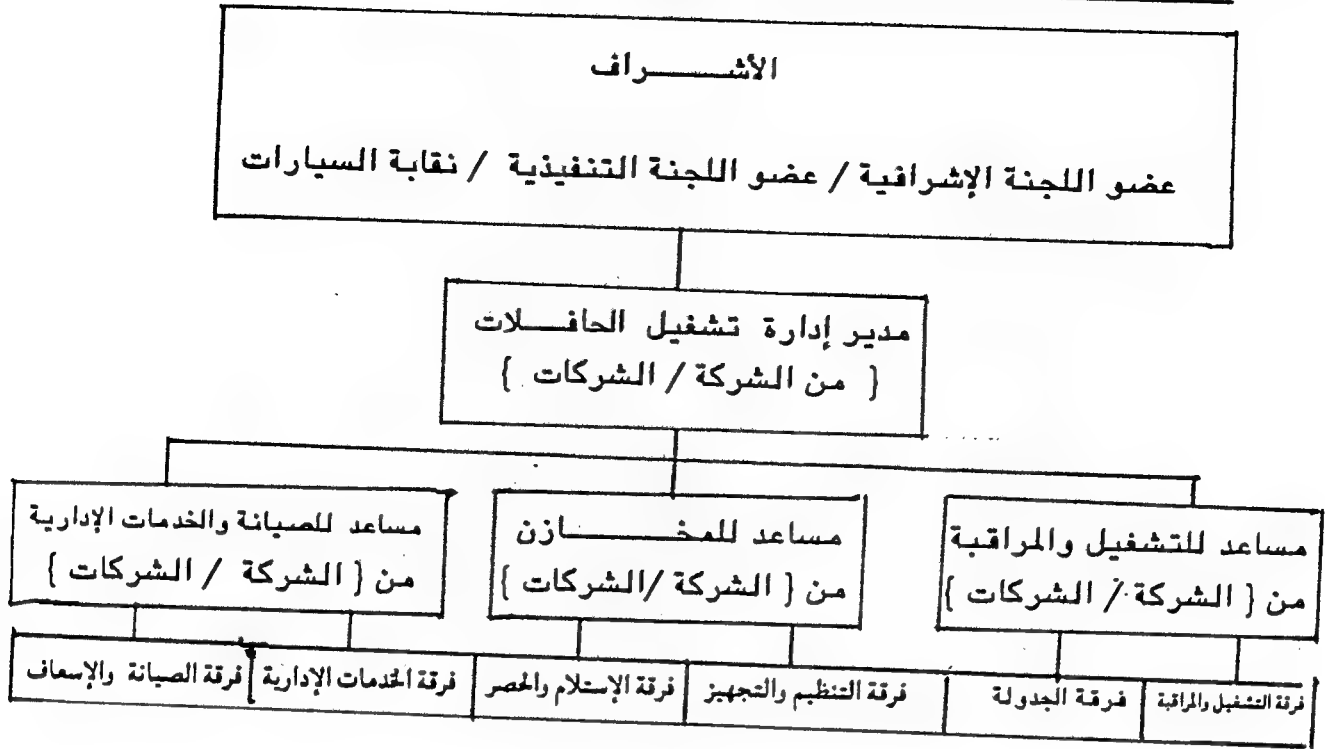 الأشـــــراف
عضو اللجنة الإشرافية / عضو اللجنة التنفيذية / نقابة السيارات
مدير إدارة تشغيل الحافـــلات
{ من الشركة / الشركات }
مساعد للتشغيل والمراقبة
من { الشركة / الشركات }
مساعد للمخـــــــازن
من { الشركة /الشركات }
مساعد للصيانة والخدمات الإدارية
من { الشركة / الشركات }
فرقة التشغيل والمراقبة
فرقة الجدولة
فرقة التنظيم والتجهيز
فرقة الإستلام والحصر
فرقة الخدمات الإدارية
فرقة الصيانة والإسعاف